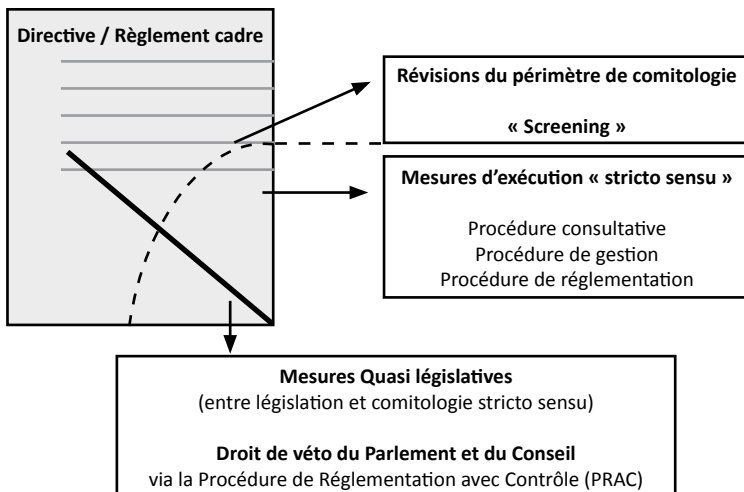 Directive / Règlement cadre
Révisions du périmètre de comitologie
« Screening »
Mesures d'exécution « stricto sensu »
Procédure consultative
Procédure de gestion
Procédure de réglementation
Mesures Quasi législatives
(entre législation et comitologie stricto sensu)
Droit de véto du Parlement et du Conseil
via la Procédure de Réglementation avec Contrôle (PRAC)